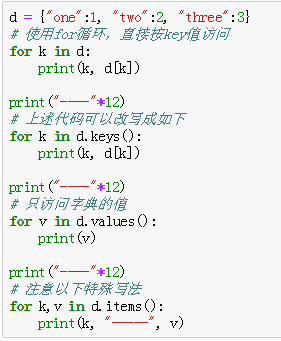 d = {"one":1, "two":2, "three":3}
# 使用for循环，直接按key值访问
for k in d:
    print(k, d[k])

print("----"*12)
# 上述代码可以改写成如下
for k in d.keys():
    print(k, d[k])

print("----"*12)
# 只访问字典的值
for v in d.values():
    print(v)

print("----"*12)
# 注意以下特殊写法
for k,v in d.items():
    print(k, "-----", v)